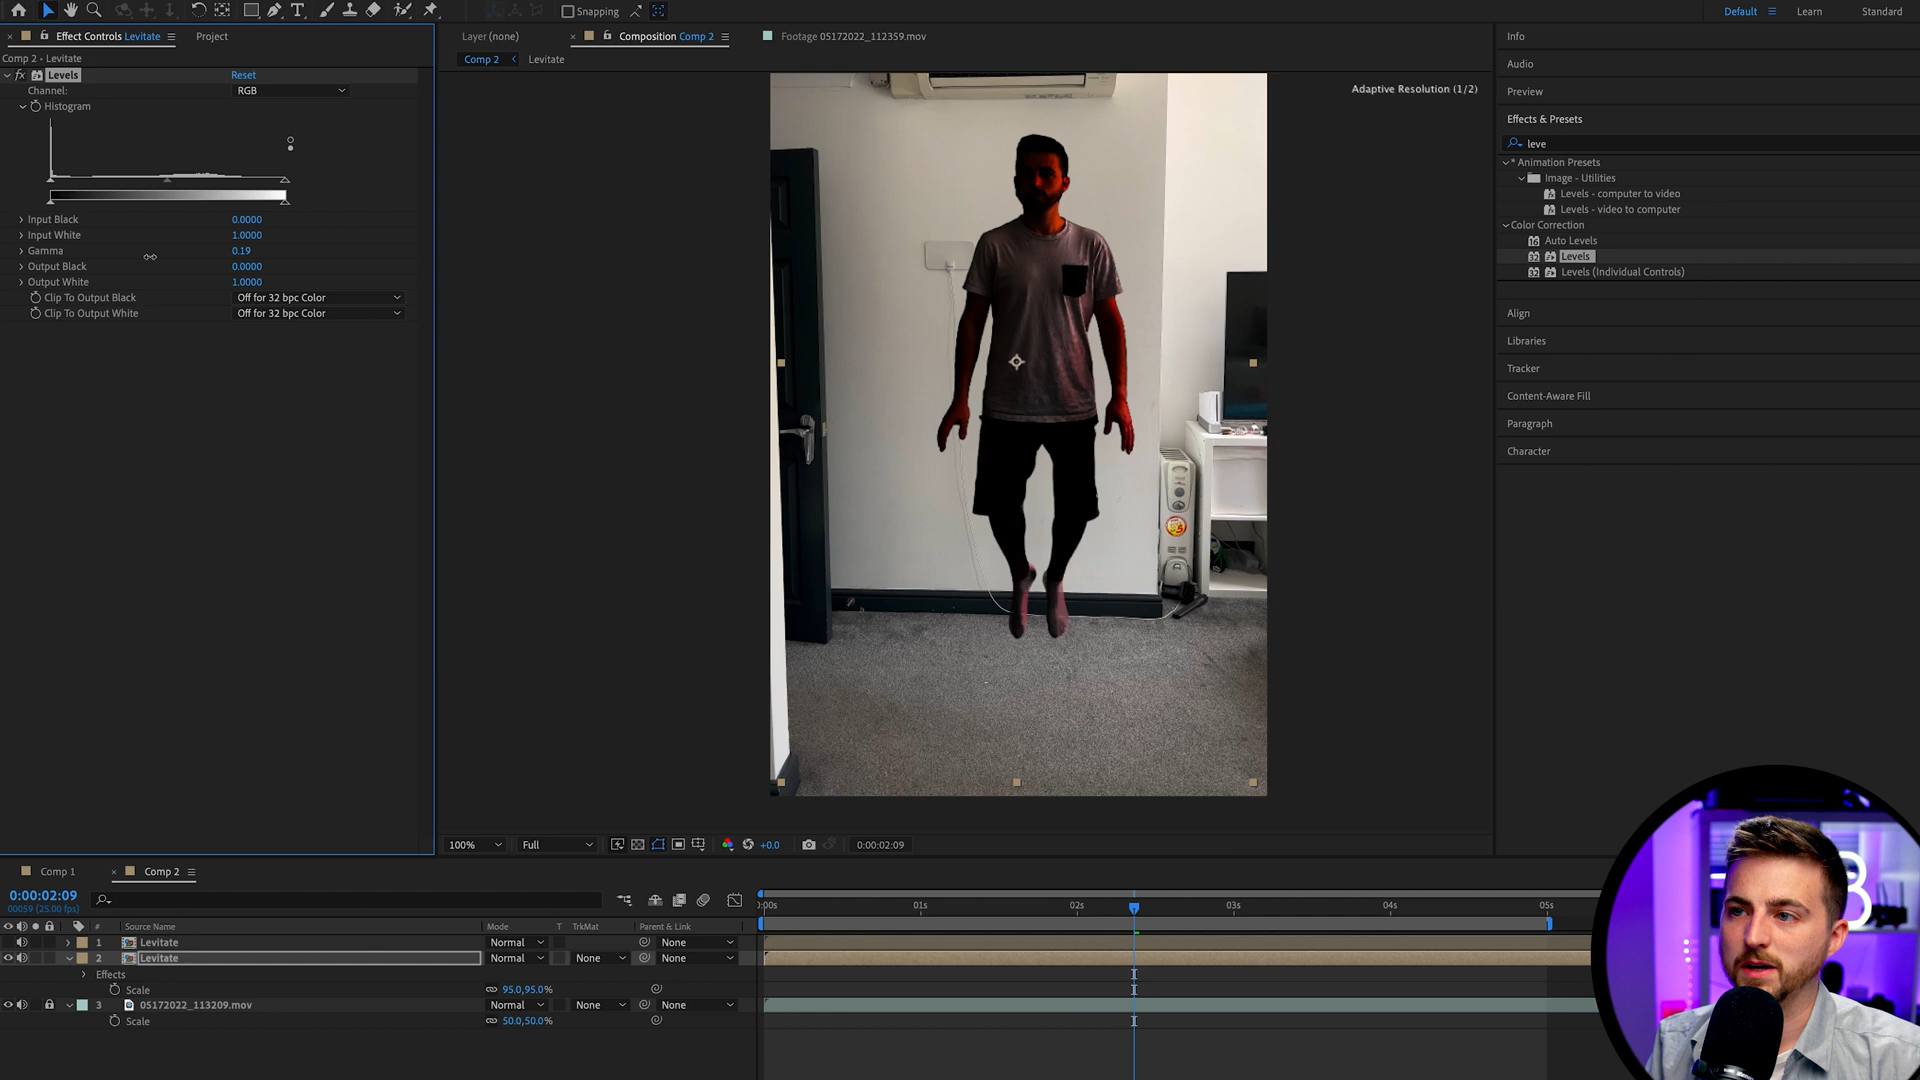 Snapping
Default
Learn
Standard
Effect Controls Levitate
Project
Layer (none)
Composition Comp 2
Footage 05172022_112359.mov
Info
Comp 2 - Levitate
Comp 2
Levitate
Audio
fx Levels
Reset
Channel:
RGB
Adaptive Resolution (1/2)
Preview
Histogram
Effects & Presets
leve
* Animation Presets
Image - Utilities
Levels - computer to video
Levels - video to computer
Color Correction
Auto Levels
Levels
Levels (Individual Controls)
Input Black
0.0000
Input White
1.0000
Gamma
0.19
Output Black
0.0000
Output White
1.0000
Clip To Output Black
Off for 32 bpc Color
Clip To Output White
Off for 32 bpc Color
Align
Libraries
Tracker
Content-Aware Fill
Paragraph
Character
100%
Full
+0.0
0:00:02:09
Comp 1
Comp 2
0:00:02:09
00059 (25.00 fps)
:00s
01s
02s
03s
04s
05s
Source Name
Mode
T
TrkMat
Parent & Link
1
Levitate
Normal
None
2
Levitate
Normal
None
None
Effects
Scale
95.0,95.0%
3
05172022_113209.mov
Normal
None
None
Scale
50.0,50.0%